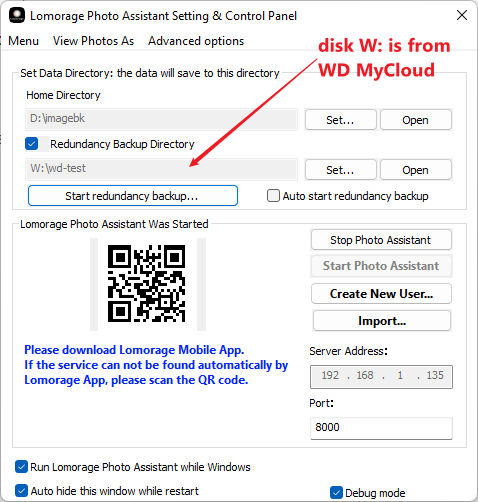 Lomorage Photo Assistant Setting & Control Panel
Menu View Photos As Advanced options
disk W: is from
WD MyCloud
Set Data Directory: the data will save to this directory
Home Directory
D:\imagebk Set... Open
Redundancy Backup Directory
W:\wd-test Set... Open
Start redundancy backup... Auto start redundancy backup
Lomorage Photo Assistant Was Started
Stop Photo Assistant
Start Photo Assistant
Create New User...
Import...
Please download Lomorage Mobile App.
If the service can not be found automatically by
Lomorage App, please scan the QR code.
Server Address:
192 . 168 . 1 . 135
Port:
8000
Run Lomorage Photo Assistant while Windows
Auto hide this window while restart
Debug mode